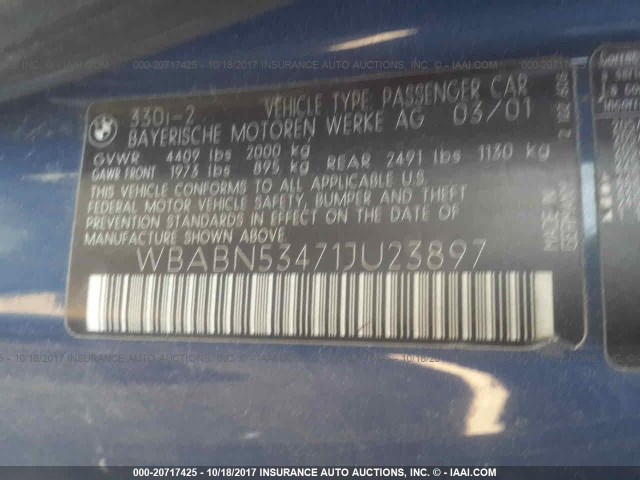 000-20717425 - 10/18/2017 INSURANCE AUTO AUCTIONS INC. © - IAAI.COM
330I-2 VEHICLE TYPE, PASSENGER CAR
BAYERISCHE MOTOREN WERKE AG 03/01
GVWR 4409 lbs 2000 kg
GAWR FRONT 1973 lbs 895 kg REAR 2491 lbs 1130 kg
THIS VEHICLE CONFORMS TO ALL APPLICABLE U.S.
FEDERAL MOTOR VEHICLE SAFETY, BUMPER AND THEFT
PREVENTION STANDARDS IN EFFECT ON THE DATE OF
MANUFACTURE SHOWN ABOVE
WBABN53471JU23897
MADE IN
GERMANY
000-20717425 - 10/18/2017 INSURANCE AUTO AUCTIONS INC. © - IAAI.COM